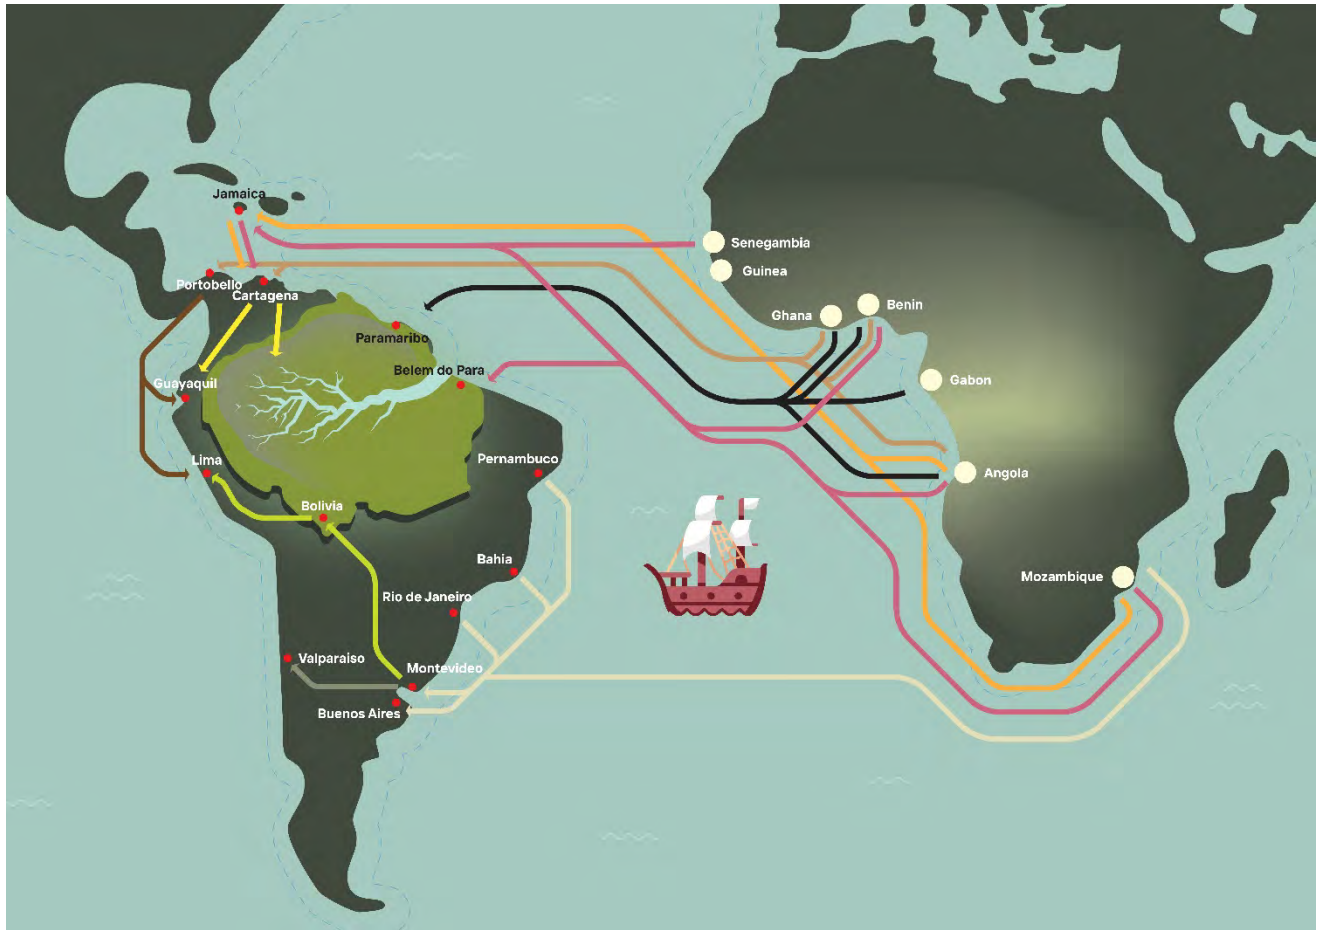 Jamaica
Senegambia
Guinea
Portobello
Cartagena
Benin
Ghana
Paramaribo
Belem do Para
Gabon
Guayaquil
Lima
Pernambuco
Angola
Bolivia
Bahia
Mozambique
Rio de Janeiro
Valparaiso
Montevideo
Buenos Aires